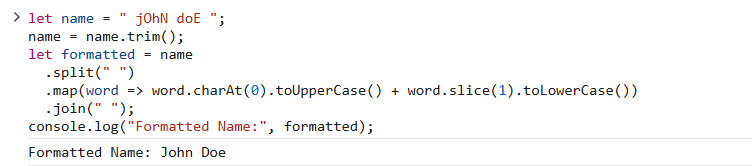 let name = " jOhN doE ";
name = name.trim();
let formatted = name
  .split(" ")
  .map(word => word.charAt(0).toUpperCase() + word.slice(1).toLowerCase())
  .join(" ");
console.log("Formatted Name:", formatted);
Formatted Name: John Doe